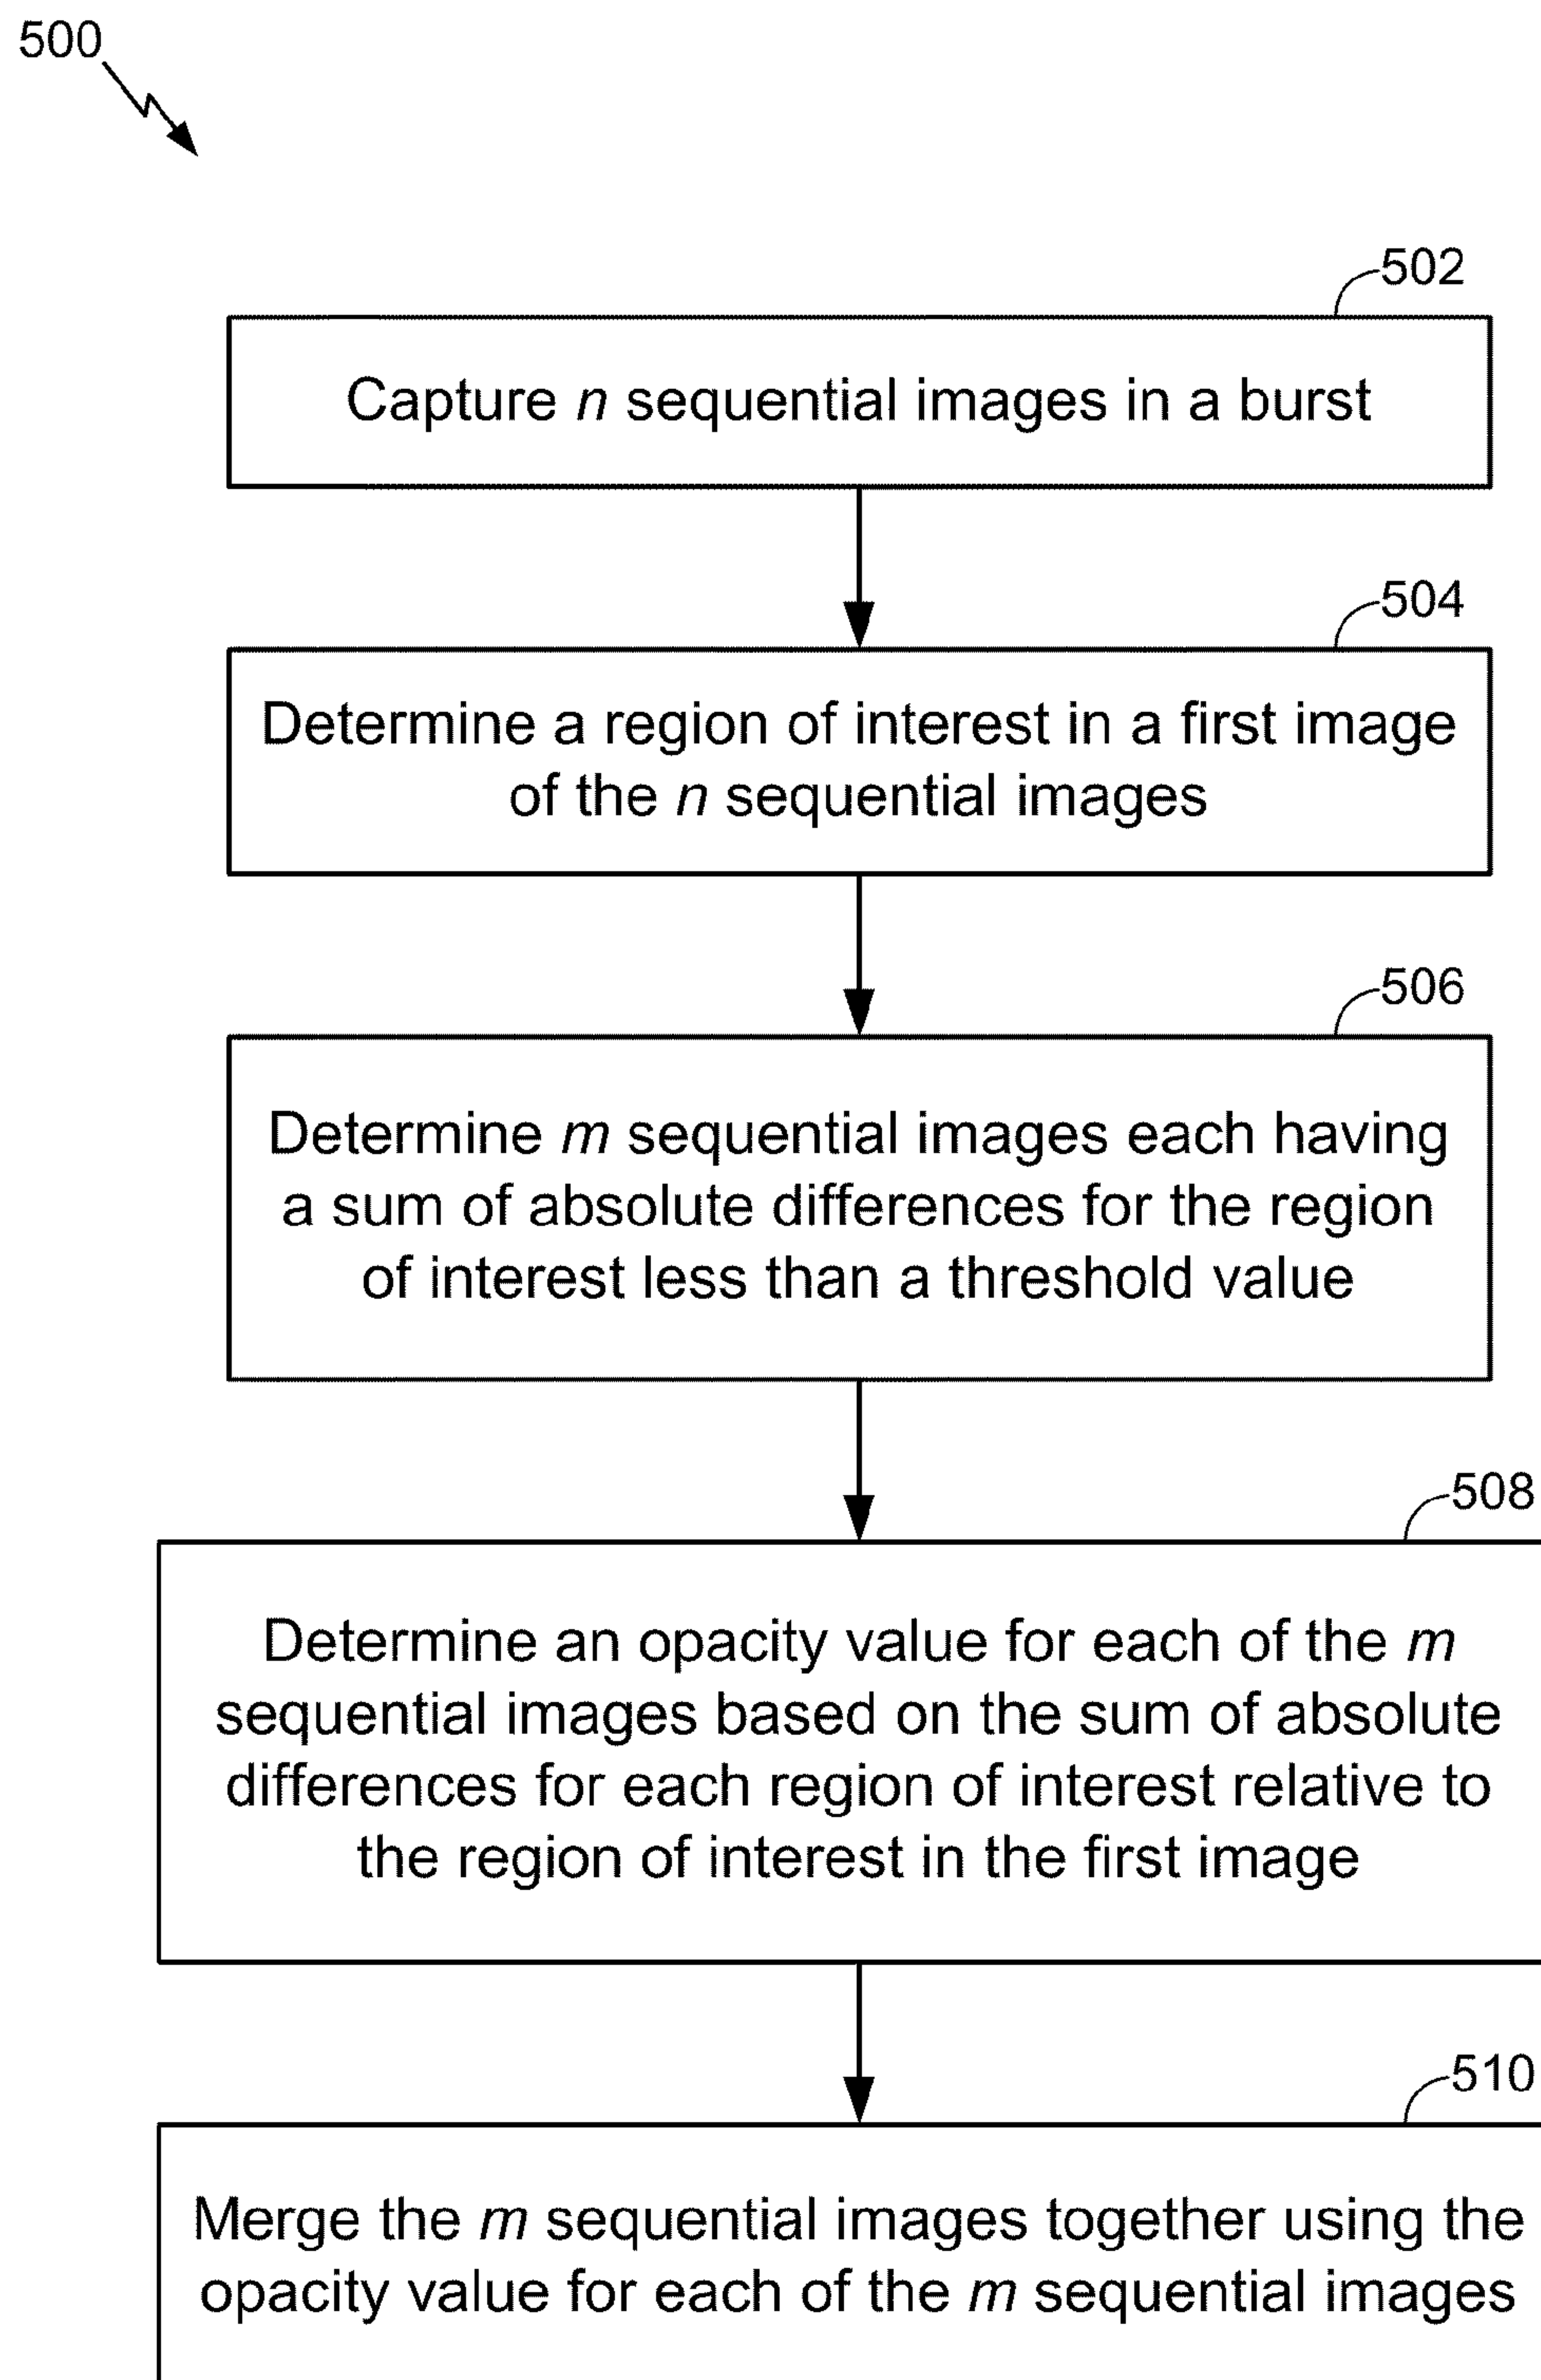 500
502
Capture n sequential images in a burst
504
Determine a region of interest in a first image
of the n sequential images
506
Determine m sequential images each having
a sum of absolute differences for the region
of interest less than a threshold value
508
Determine an opacity value for each of the m
sequential images based on the sum of absolute
differences for each region of interest relative to
the region of interest in the first image
510
Merge the m sequential images together using the
opacity value for each of the m sequential images